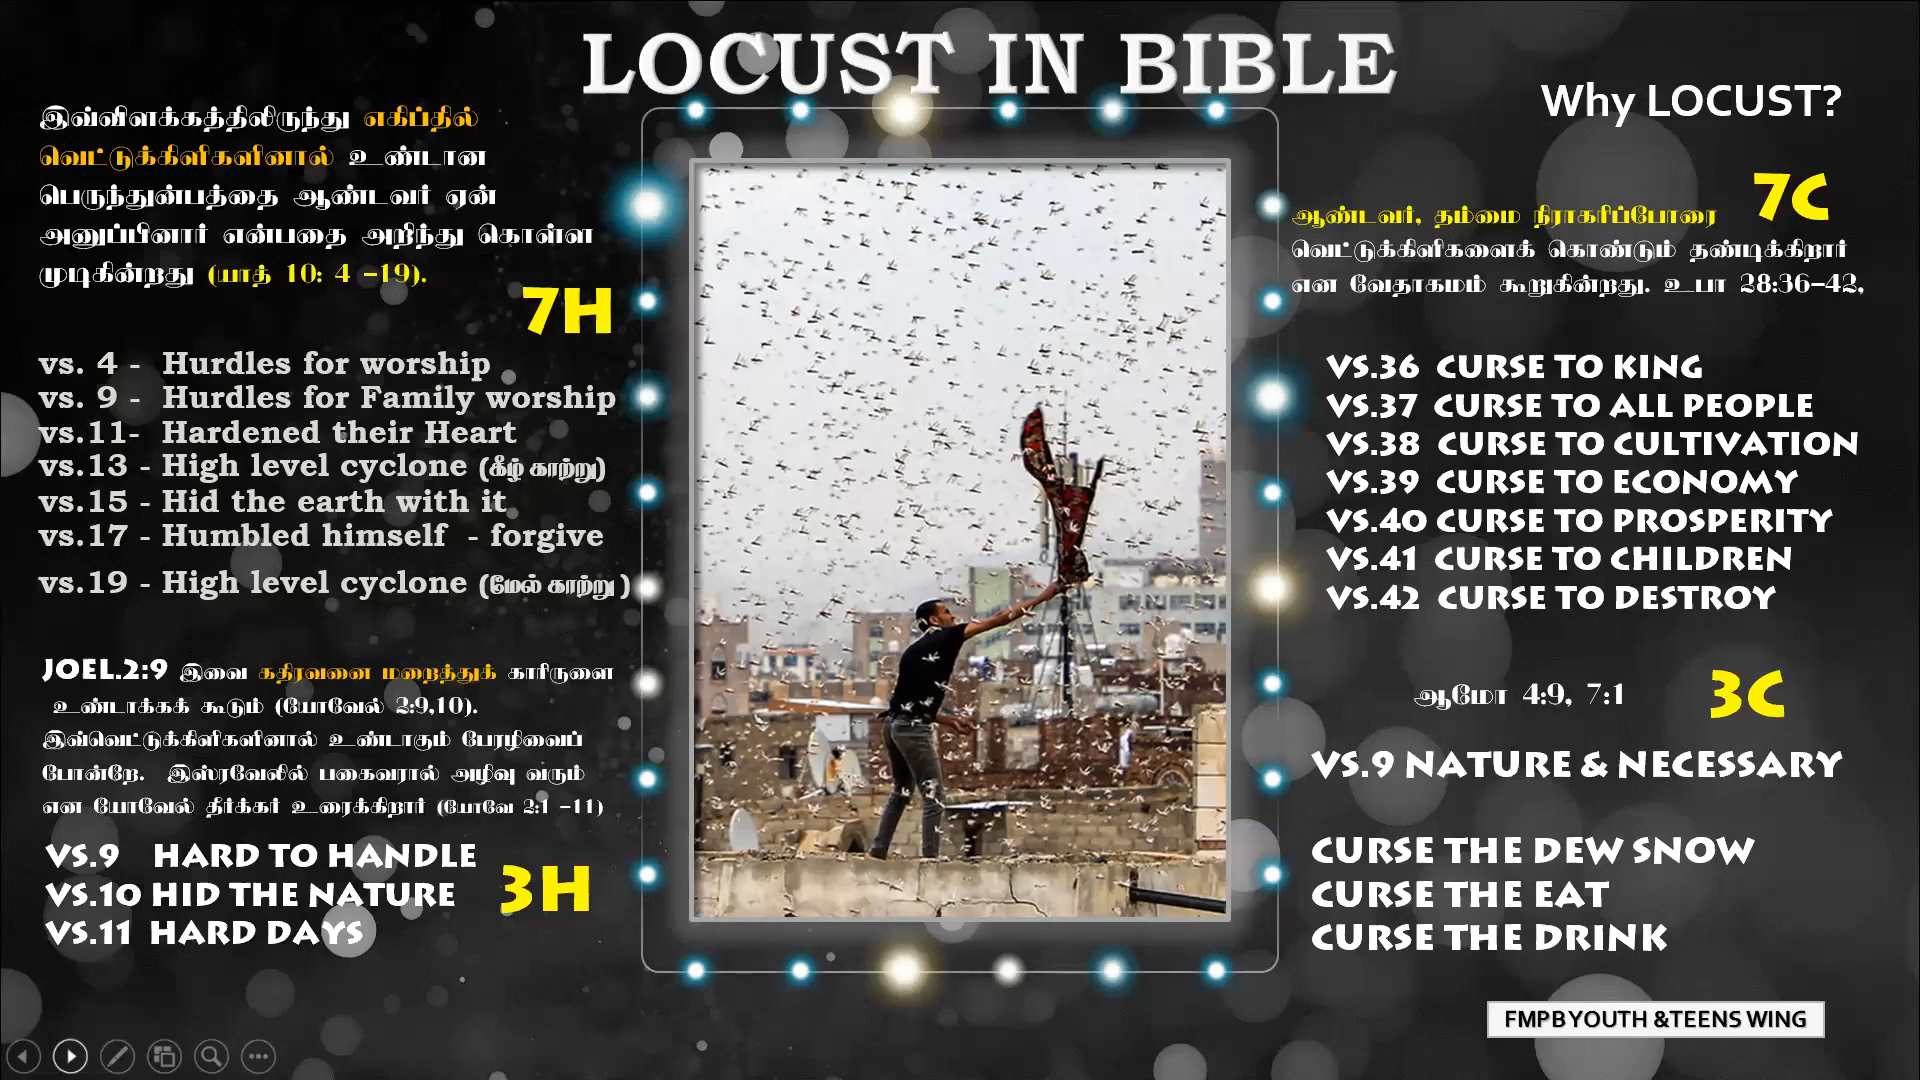 LOCUST IN BIBLE
இவ்விளக்கத்திலிருந்து எகிப்தில்
வெட்டுக்கிளிகளினால் உண்டான
பெருந்துன்பத்தை ஆண்டவர் ஏன்
அனுப்பினார் என்பதை அறிந்து கொள்ள
முடிகின்றது (யாத் 10: 4 -19).
7H
vs. 4 - Hurdles for worship
vs. 9 - Hurdles for Family worship
vs.11- Hardened their Heart
vs.13 - High level cyclone (கீழ் காற்று)
vs.15 - Hid the earth with it
vs.17 - Humbled himself - forgive
vs.19 - High level cyclone (மேல் காற்று )
JOEL.2:9 இவை கதிரவனை மறைத்துக் காரிருளை
உண்டாக்கக் கூடும் (யோவேல் 2:9,10).
இவ்வெட்டுக்கிளிகளினால் உண்டாகும் பேரழிவைப்
போன்றே. இஸ்ரவேலில் பகைவரால் அழிவு வரும்
என யோவேல் தீர்க்கர் உரைக்கிறார் (யோவே 2:1 -11)
VS.9 HARD TO HANDLE
VS.10 HID THE NATURE
VS.11 HARD DAYS
3H
Why LOCUST?
7C
ஆண்டவர், தம்மை நிராகரிப்போரை
வெட்டுக்கிளிகளைக் கொண்டும் தண்டிக்கிறார்
என வேதாகமம் கூறுகின்றது. உபா 28:36-42,
VS.36 CURSE TO KING
VS.37 CURSE TO ALL PEOPLE
VS.38 CURSE TO CULTIVATION
VS.39 CURSE TO ECONOMY
VS.40 CURSE TO PROSPERITY
VS.41 CURSE TO CHILDREN
VS.42 CURSE TO DESTROY
ஆமோ 4:9, 7:1
3C
VS.9 NATURE & NECESSARY
CURSE THE DEW SNOW
CURSE THE EAT
CURSE THE DRINK
FMPB YOUTH &TEENS WING